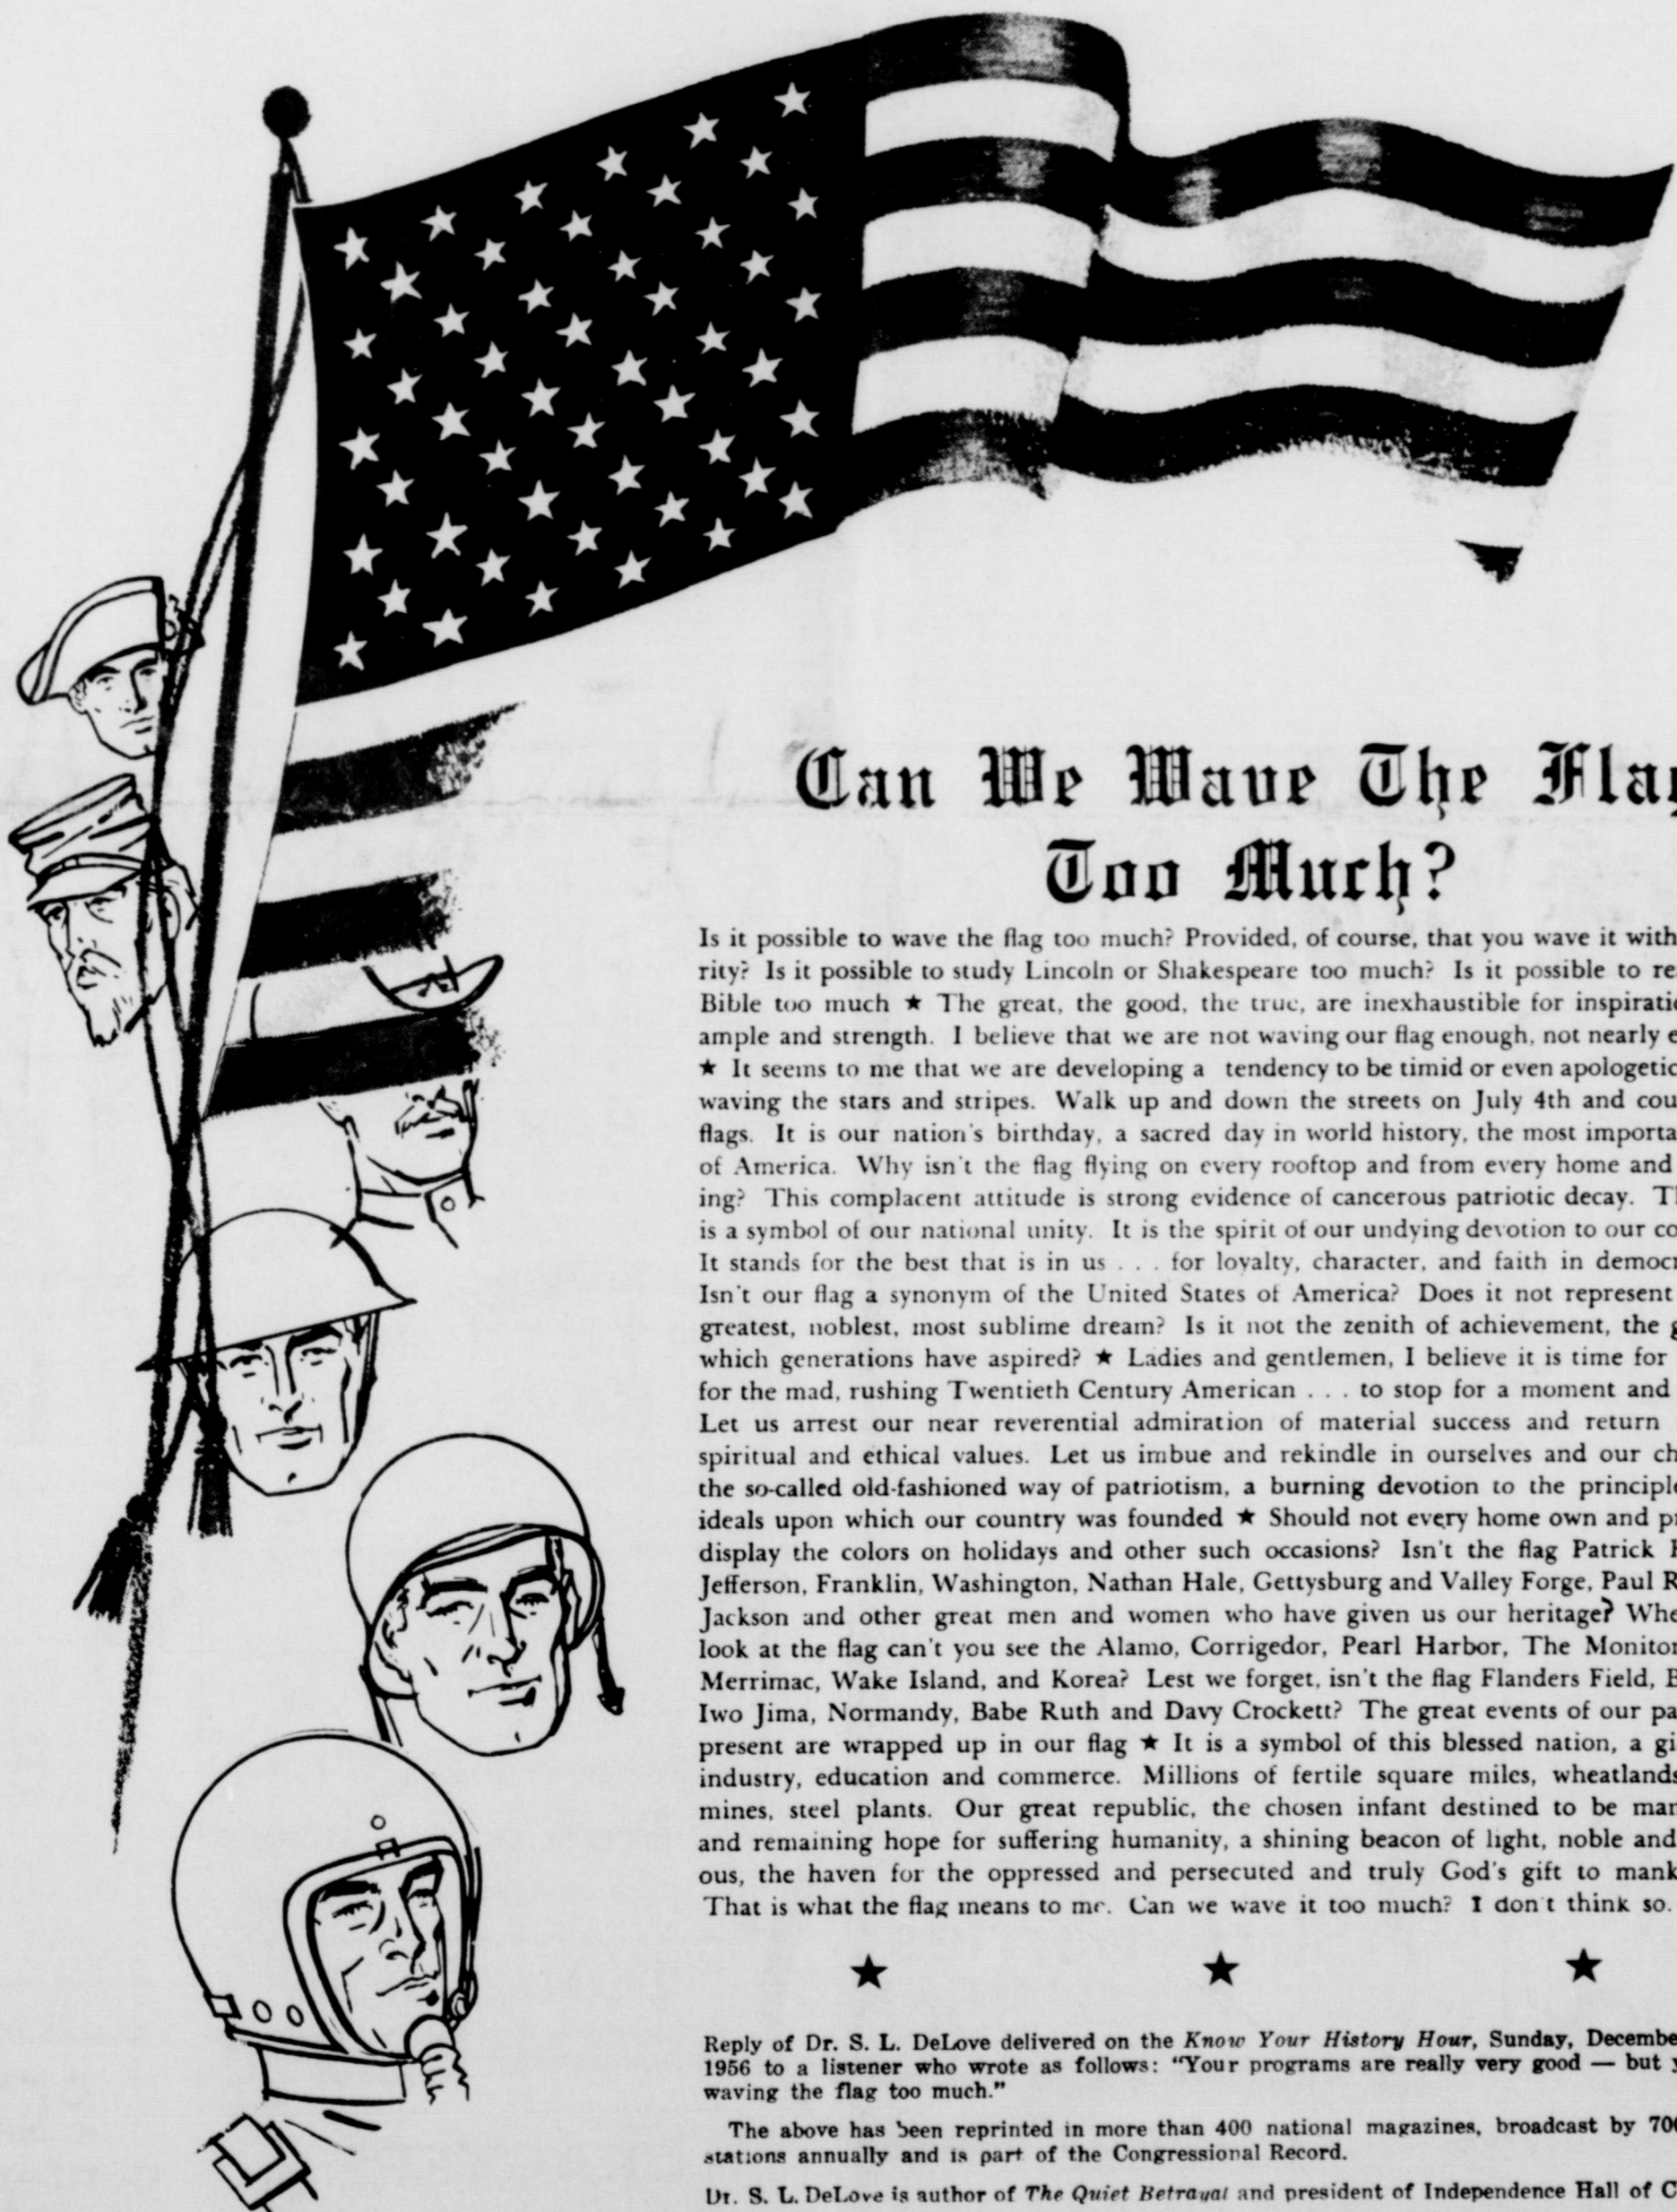 Can We Wave The Flag
Too Much?
Is it possible to wave the flag too much? Provided, of course, that you wave it with
rity? Is it possible to study Lincoln or Shakespeare too much? Is it possible to re
Bible too much ★ The great, the good, the true, are inexhaustible for inspirati
ample and strength. I believe that we are not waving our flag enough, not nearly e
★ It seems to me that we are developing a tendency to be timid or even apologetic
waving the stars and stripes. Walk up and down the streets on July 4th and cou
flags. It is our nation's birthday, a sacred day in world history, the most importa
of America. Why isn't the flag flying on every rooftop and from every home and
ing? This complacent attitude is strong evidence of cancerous patriotic decay. T
is a symbol of our national unity. It is the spirit of our undying devotion to our co
It stands for the best that is in us . . . for loyalty, character, and faith in democr
Isn't our flag a synonym of the United States of America? Does it not represent
greatest, noblest, most sublime dream? Is it not the zenith of achievement, the g
which generations have aspired? ★ Ladies and gentlemen, I believe it is time for
for the mad, rushing Twentieth Century American . . . to stop for a moment and
Let us arrest our near reverential admiration of material success and return
spiritual and ethical values. Let us imbue and rekindle in ourselves and our ch
the so-called old-fashioned way of patriotism, a burning devotion to the principl
ideals upon which our country was founded ★ Should not every home own and pr
display the colors on holidays and other such occasions? Isn't the flag Patrick H
Jefferson, Franklin, Washington, Nathan Hale, Gettysburg and Valley Forge, Paul R
Jackson and other great men and women who have given us our heritage? Whe
look at the flag can't you see the Alamo, Corrigedor, Pearl Harbor, The Monitor
Merrimac, Wake Island, and Korea? Lest we forget, isn't the flag Flanders Field, B
Iwo Jima, Normandy, Babe Ruth and Davy Crockett? The great events of our pa
present are wrapped up in our flag ★ It is a symbol of this blessed nation, a gi
industry, education and commerce. Millions of fertile square miles, wheatlands
mines, steel plants. Our great republic, the chosen infant destined to be man
and remaining hope for suffering humanity, a shining beacon of light, noble and
ous, the haven for the oppressed and persecuted and truly God's gift to mank
That is what the flag means to me. Can we wave it too much? I don't think so.
★ ★ ★
Reply of Dr. S. L. DeLove delivered on the Know Your History Hour, Sunday, Decembe
1956 to a listener who wrote as follows: "Your programs are really very good — but y
waving the flag too much."
The above has been reprinted in more than 400 national magazines, broadcast by 700
stations annually and is part of the Congressional Record.
Dr. S. L. DeLove is author of The Quiet Betrayal and president of Independence Hall of C